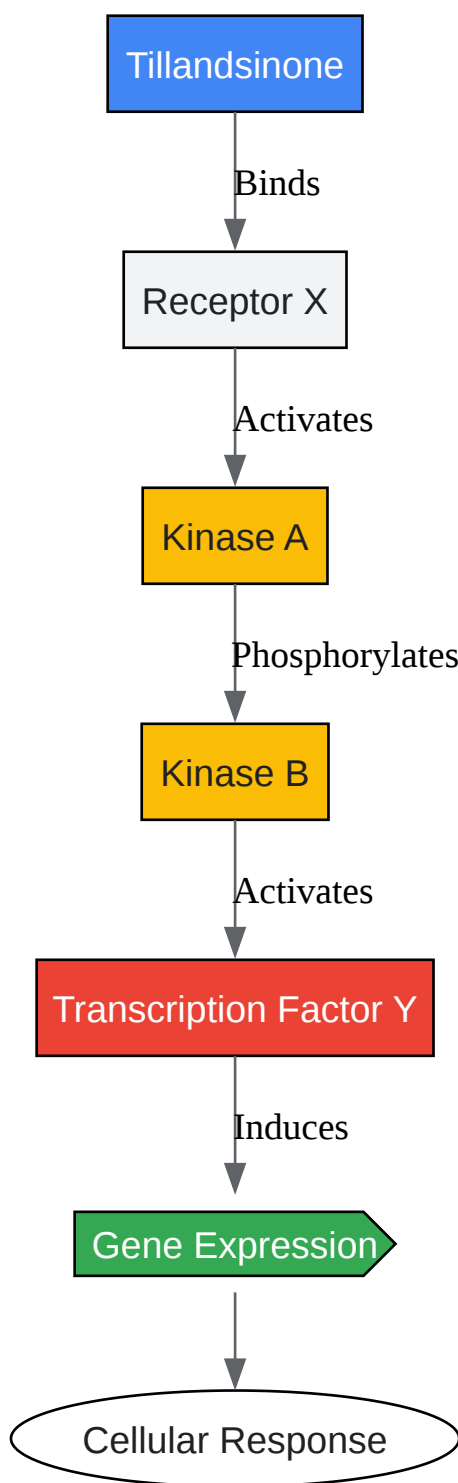 Tillandsinone
Binds
Receptor X
Activates
Kinase A
Phosphorylates
Kinase B
Activates
Transcription Factor Y
Induces
Gene Expression
Cellular Response